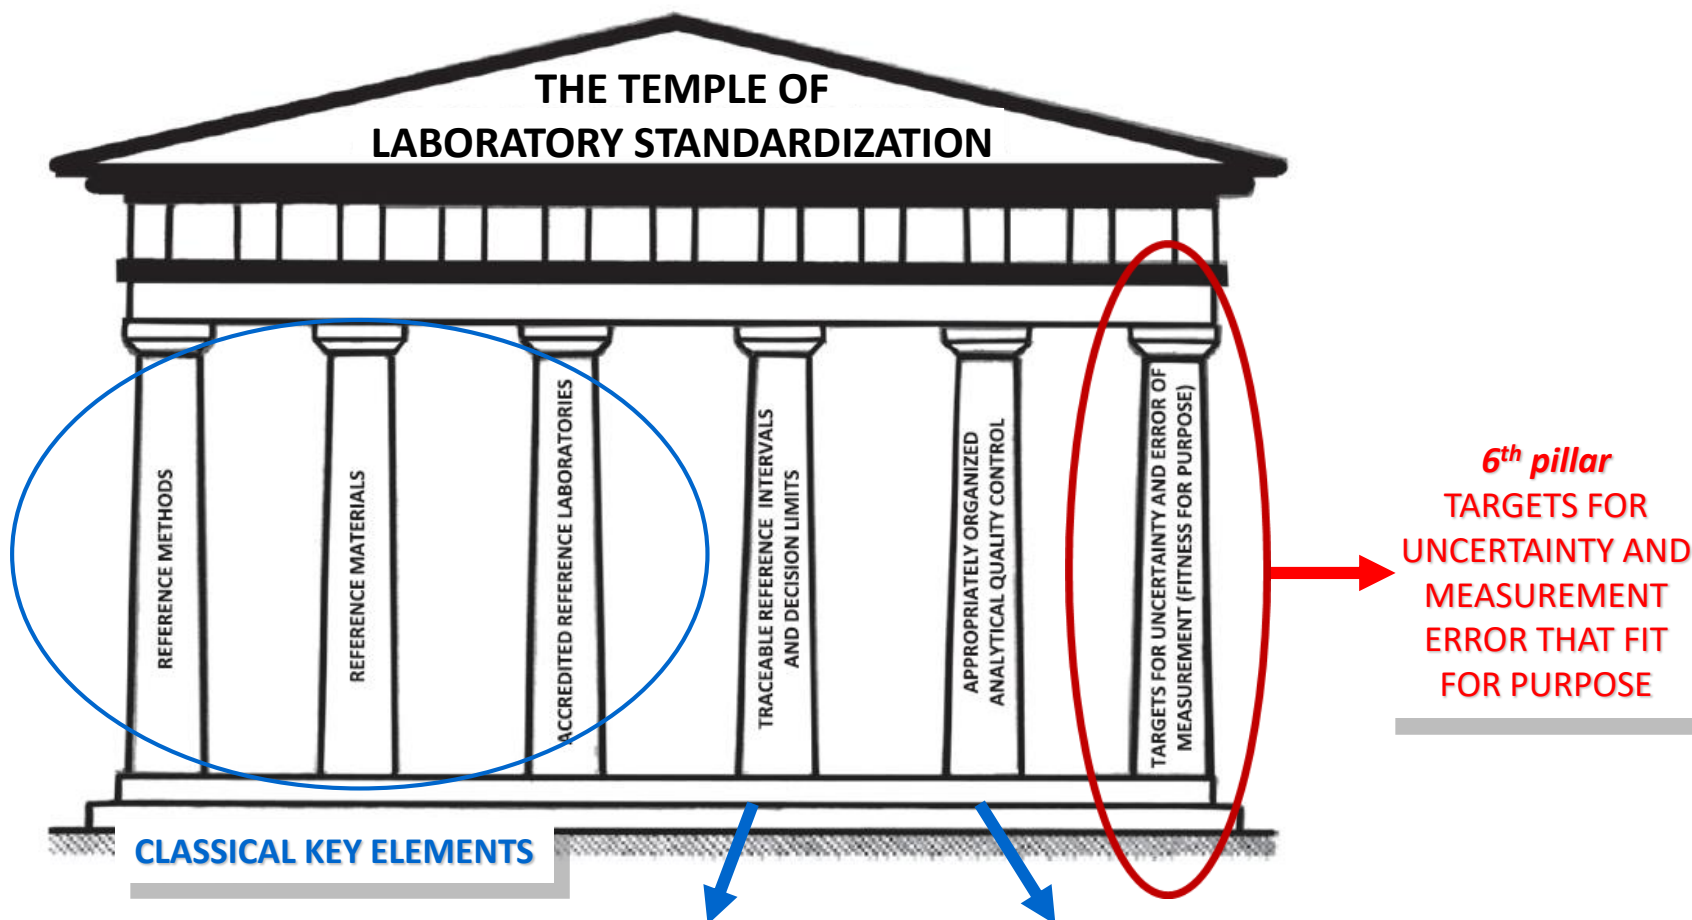 THE TEMPLE OF
LABORATORY STANDARDIZATION
REFERENCE METHODS
REFERENCE MATERIALS
ACCREDITED REFERENCE LABORATORIES
TRACEABLE REFERENCE INTERVALS
AND DECISION LIMITS
APPROPRIATELY ORGANIZED
ANALYTICAL QUALITY CONTROL
TARGETS FOR UNCERTAINTY AND ERROR OF
MEASUREMENT (FITNESS FOR PURPOSE)
6th pillar
TARGETS FOR
UNCERTAINTY AND
MEASUREMENT
ERROR THAT FIT
FOR PURPOSE
CLASSICAL KEY ELEMENTS